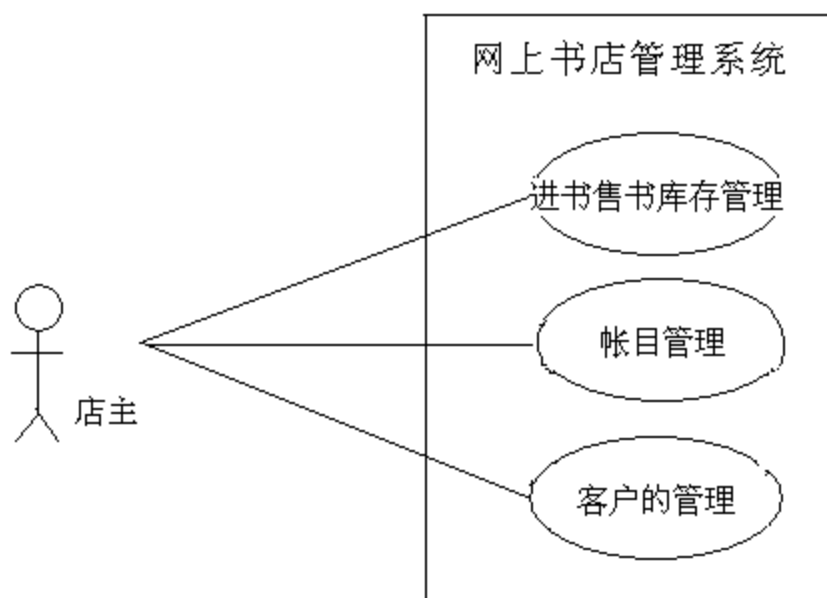 网上书店管理系统
进书售书库存管理
帐目管理
店主
客户的管理